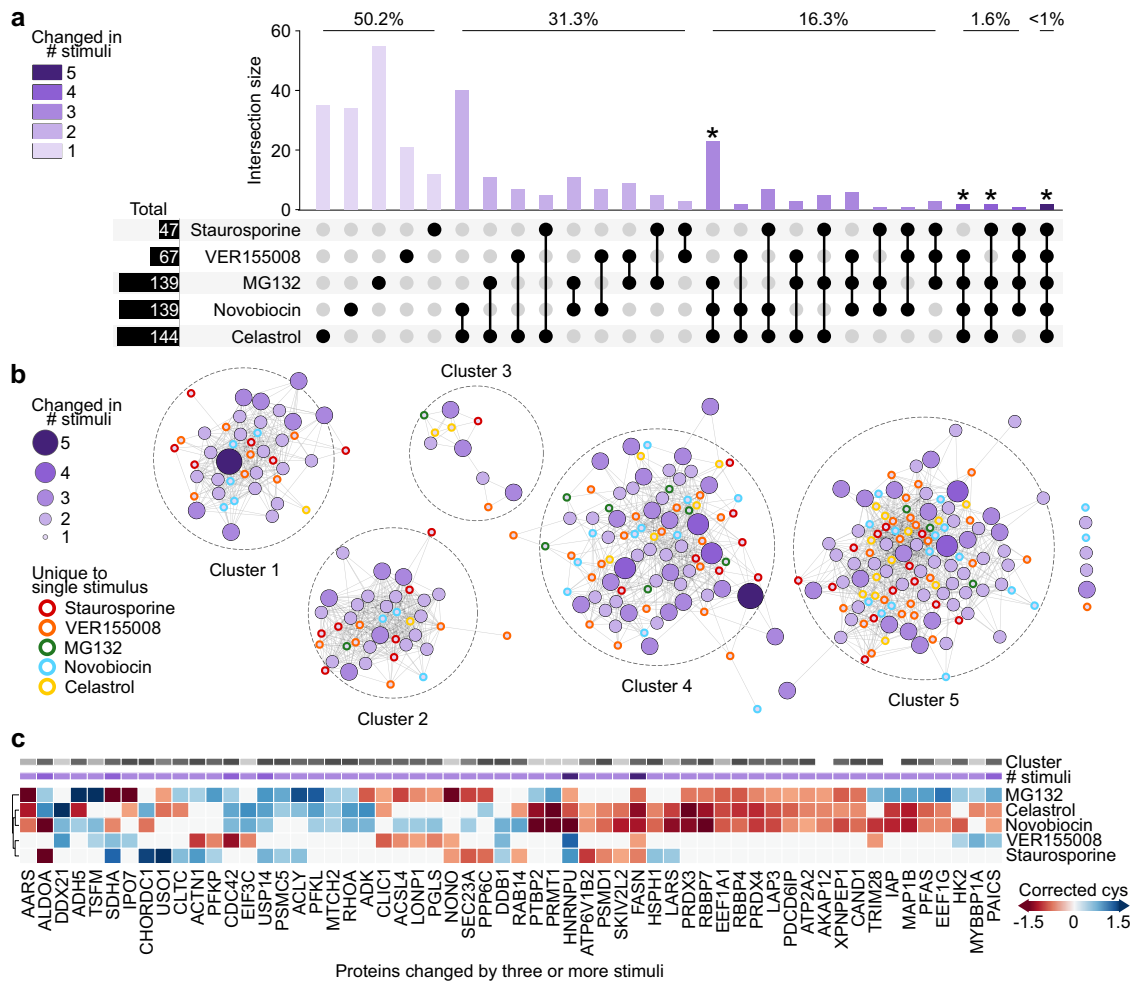 a
50.2%
31.3%
16.3%
1.6%
<1%
Changed in
# stimuli
5
4
3
2
1
Intersection size
60
40
20
0
*
*
*
*
Total
47 Staurosporine
67 VER155008
139 MG132
139 Novobiocin
144 Celastrol
b
Changed in
# stimuli
5
4
3
2
1
Unique to
single stimulus
Staurosporine
VER155008
MG132
Novobiocin
Celastrol
Cluster 1
Cluster 2
Cluster 3
Cluster 4
Cluster 5
c
Cluster
# stimuli
MG132
Celastrol
Novobiocin
VER155008
Staurosporine
AARS
ALDOA
DDX21
ADH5
TSFM
SDHA
IPO7
CHORDC1
USO1
CLTC
ACTN1
PFKP
CDC42
EIF3C
USP14
PSMC5
ACLY
PFKL
MTCH2
RHOA
ADK
CLIC1
ACSL4
LONP1
PGLS
NONO
SEC23A
PPP6C
DDB1
RAB14
PTBP2
PRMT1
HNRNPU
ATP6V1B2
PSMD1
SKIV2L2
FASN
HSPH1
LARS
PRDX3
RBBP7
EEF1A1
RBBP4
PRDX4
LAP3
PDCD6IP
ATP2A2
AKAP12
XPNPEP1
CAND1
TRIM28
IAP
MAP1B
PFAS
EEF1G
HK2
MYBBP1A
PAICS
Proteins changed by three or more stimuli
Corrected cys
-1.5 0 1.5